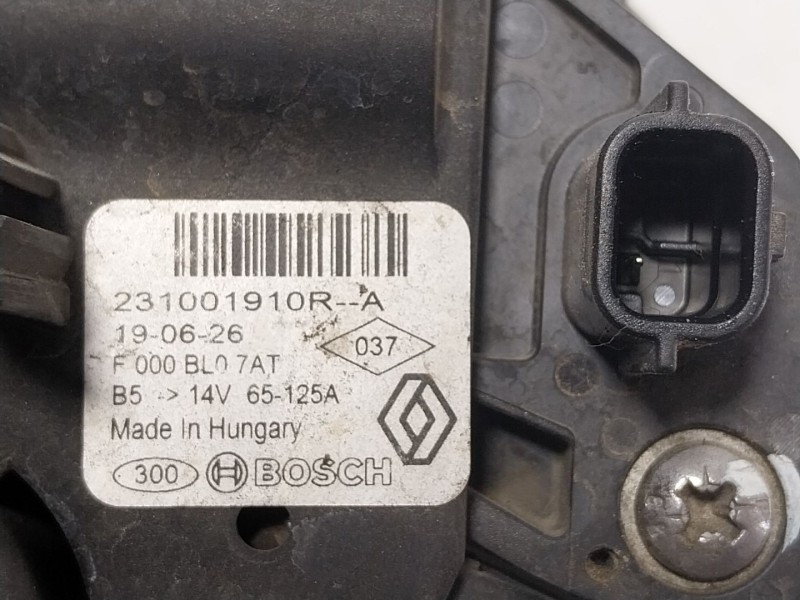 231001910R--A
19-06-26
037
F 000 BL0 7AT
B5 -> 14V 65-125A
Made In Hungary
300 BOSCH